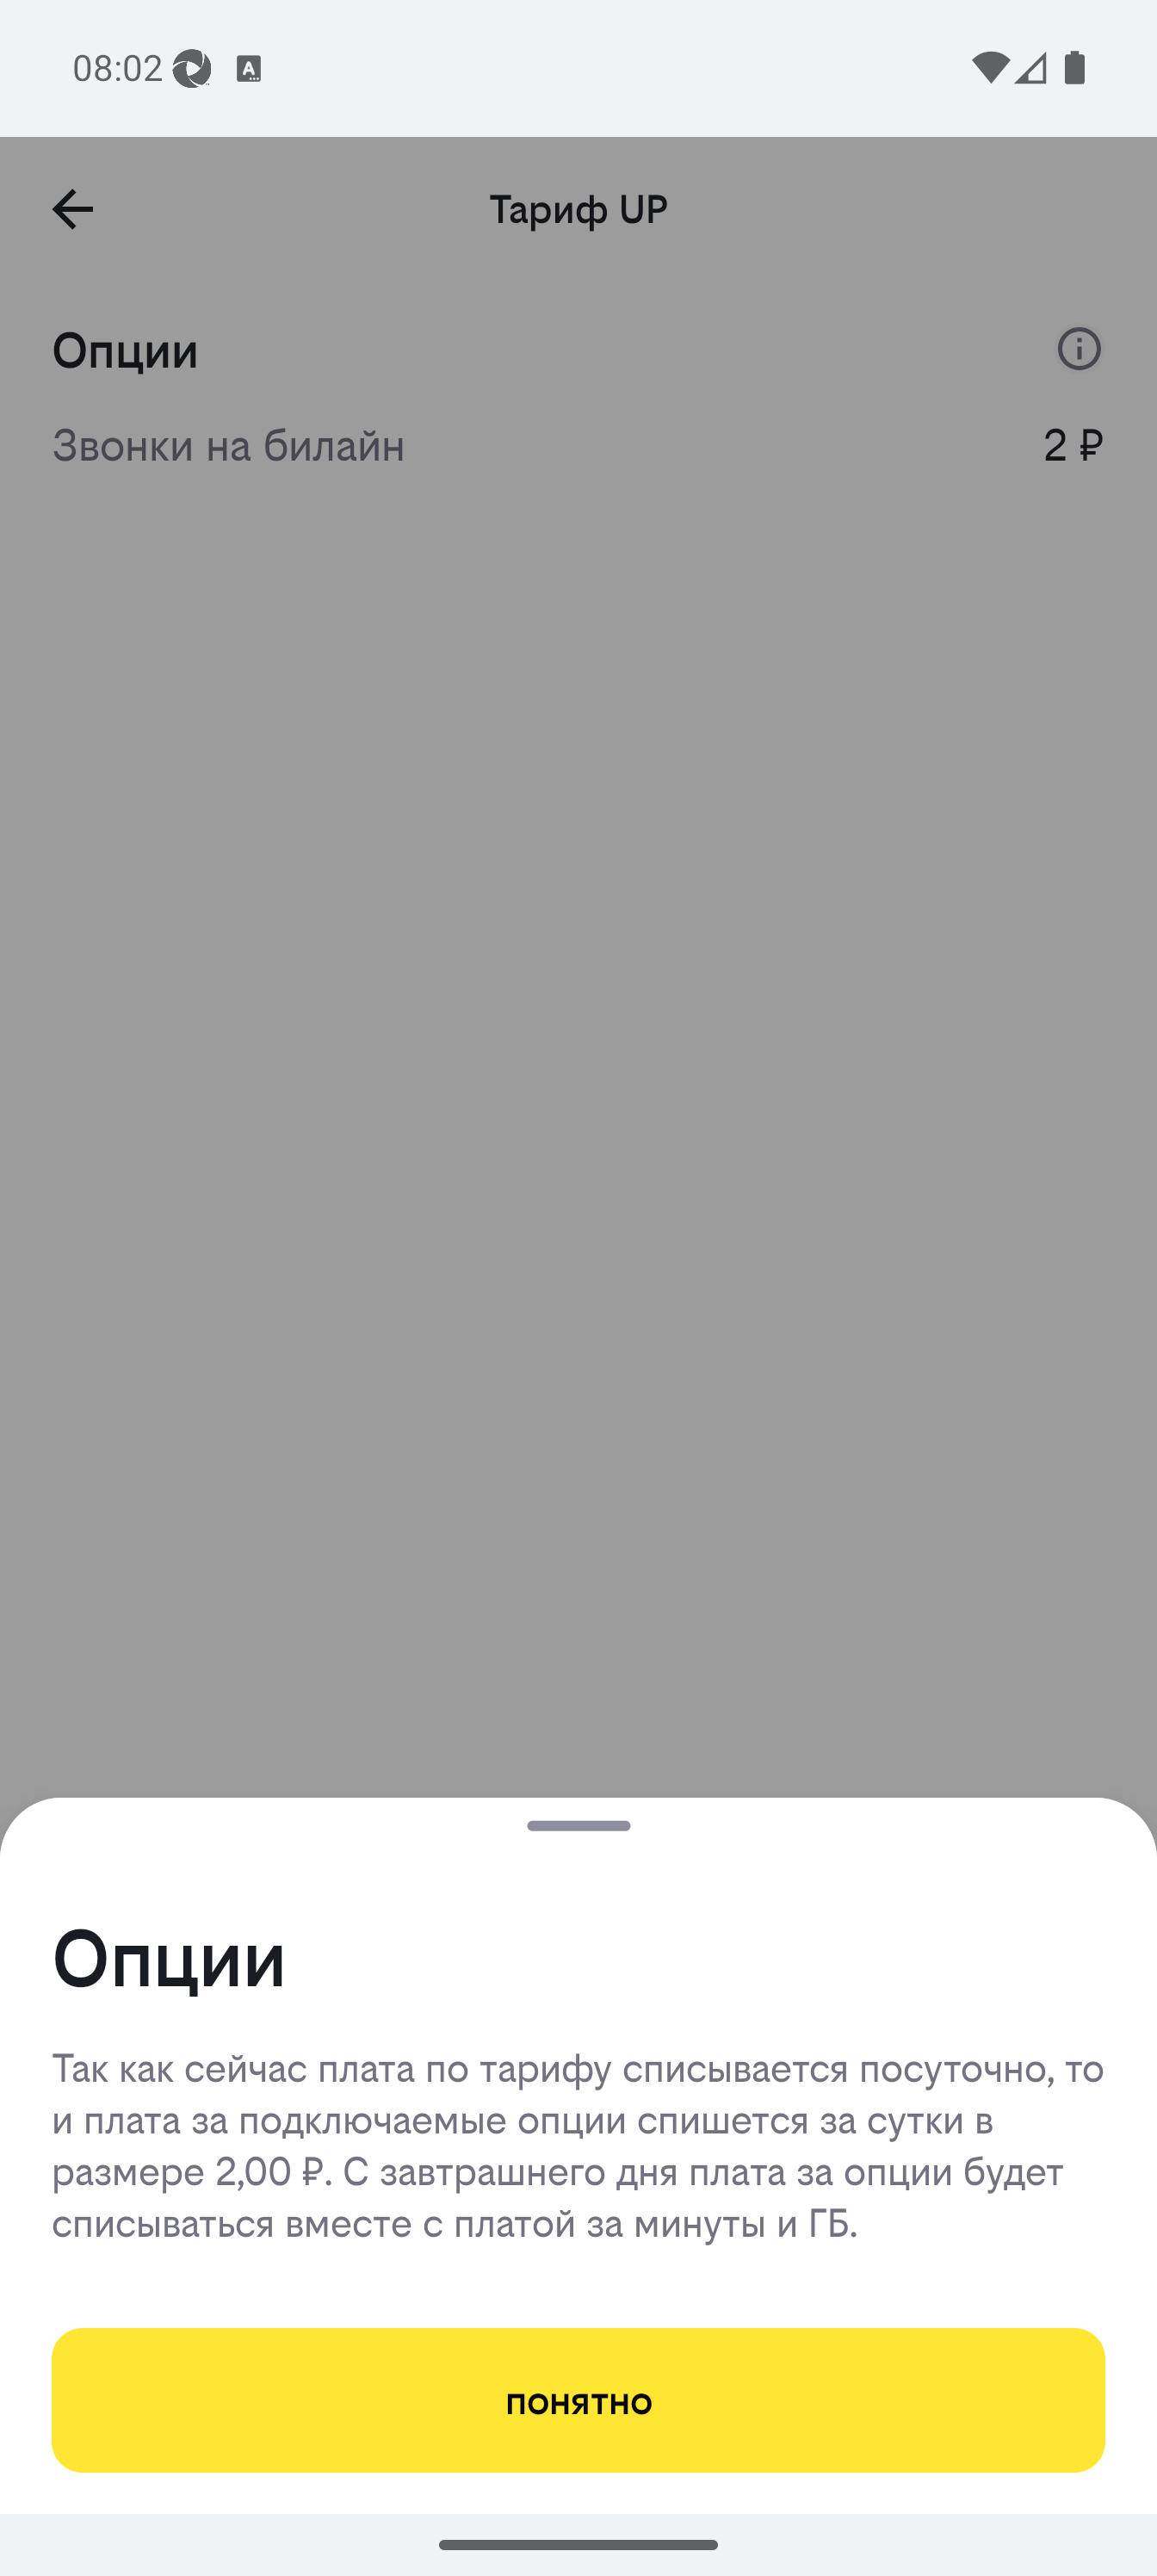 08:02
Тариф UP
Опции
Звонки на билайн 2 ₽
Опции
Так как сейчас плата по тарифу списывается посуточно, то
и плата за подключаемые опции спишется за сутки в
размере 2,00 ₽. С завтрашнего дня плата за опции будет
списываться вместе с платой за минуты и ГБ.
понятно